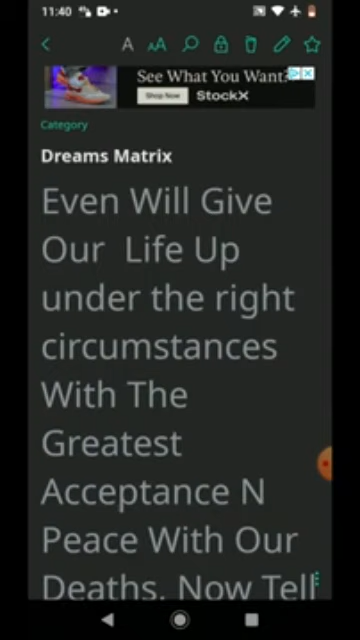 11:40
A AA
See What You Want?
Shop Now StockX
Category
Dreams Matrix
Even Will Give
Our Life Up
under the right
circumstances
With The
Greatest
Acceptance N
Peace With Our
Deaths. Now Tell